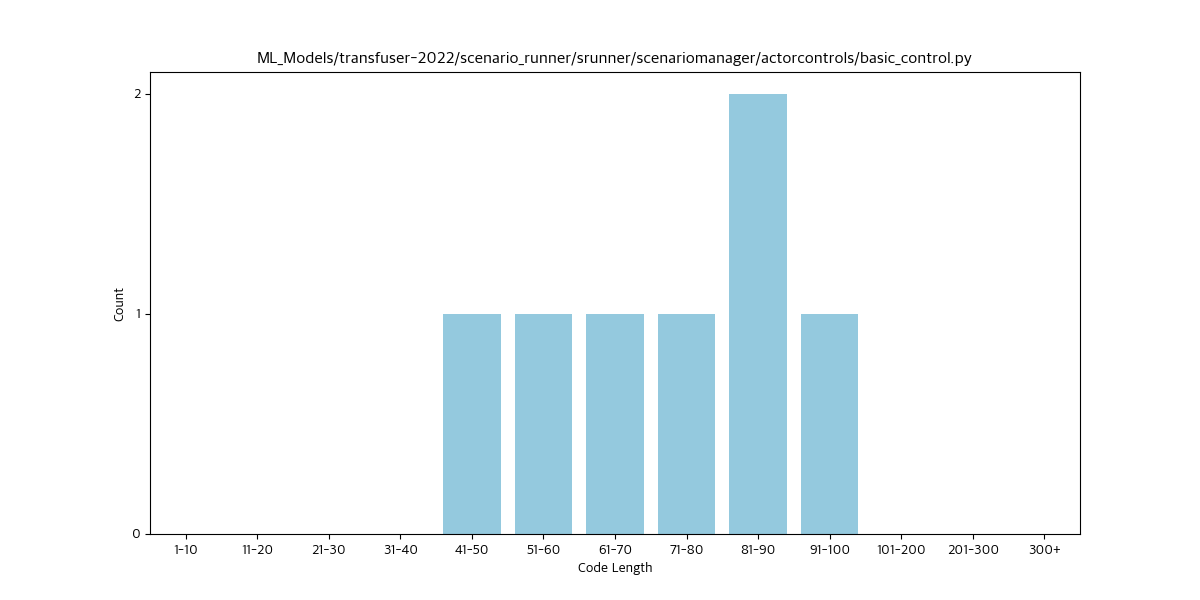 ML_Models/transfuser-2022/scenario_runner/srunner/scenariomanager/actorcontrols/basic_control.py
2
1
0
Count
1-10 11-20 21-30 31-40 41-50 51-60 61-70 71-80 81-90 91-100 101-200 201-300 300+
Code Length